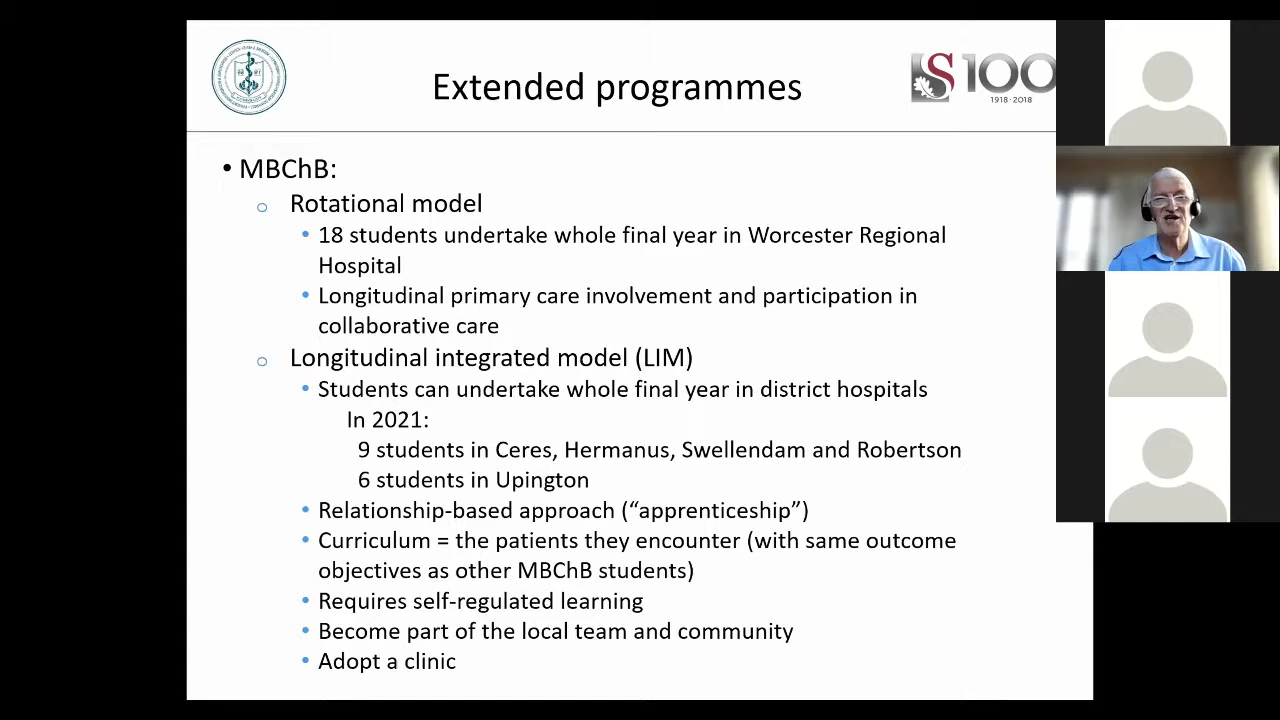 Extended programmes
S100
1918·2018
• MBChB:
o Rotational model
• 18 students undertake whole final year in Worcester Regional
Hospital
• Longitudinal primary care involvement and participation in
collaborative care
o Longitudinal integrated model (LIM)
• Students can undertake whole final year in district hospitals
In 2021:
9 students in Ceres, Hermanus, Swellendam and Robertson
6 students in Upington
• Relationship-based approach (“apprenticeship”)
• Curriculum = the patients they encounter (with same outcome
objectives as other MBChB students)
• Requires self-regulated learning
• Become part of the local team and community
• Adopt a clinic